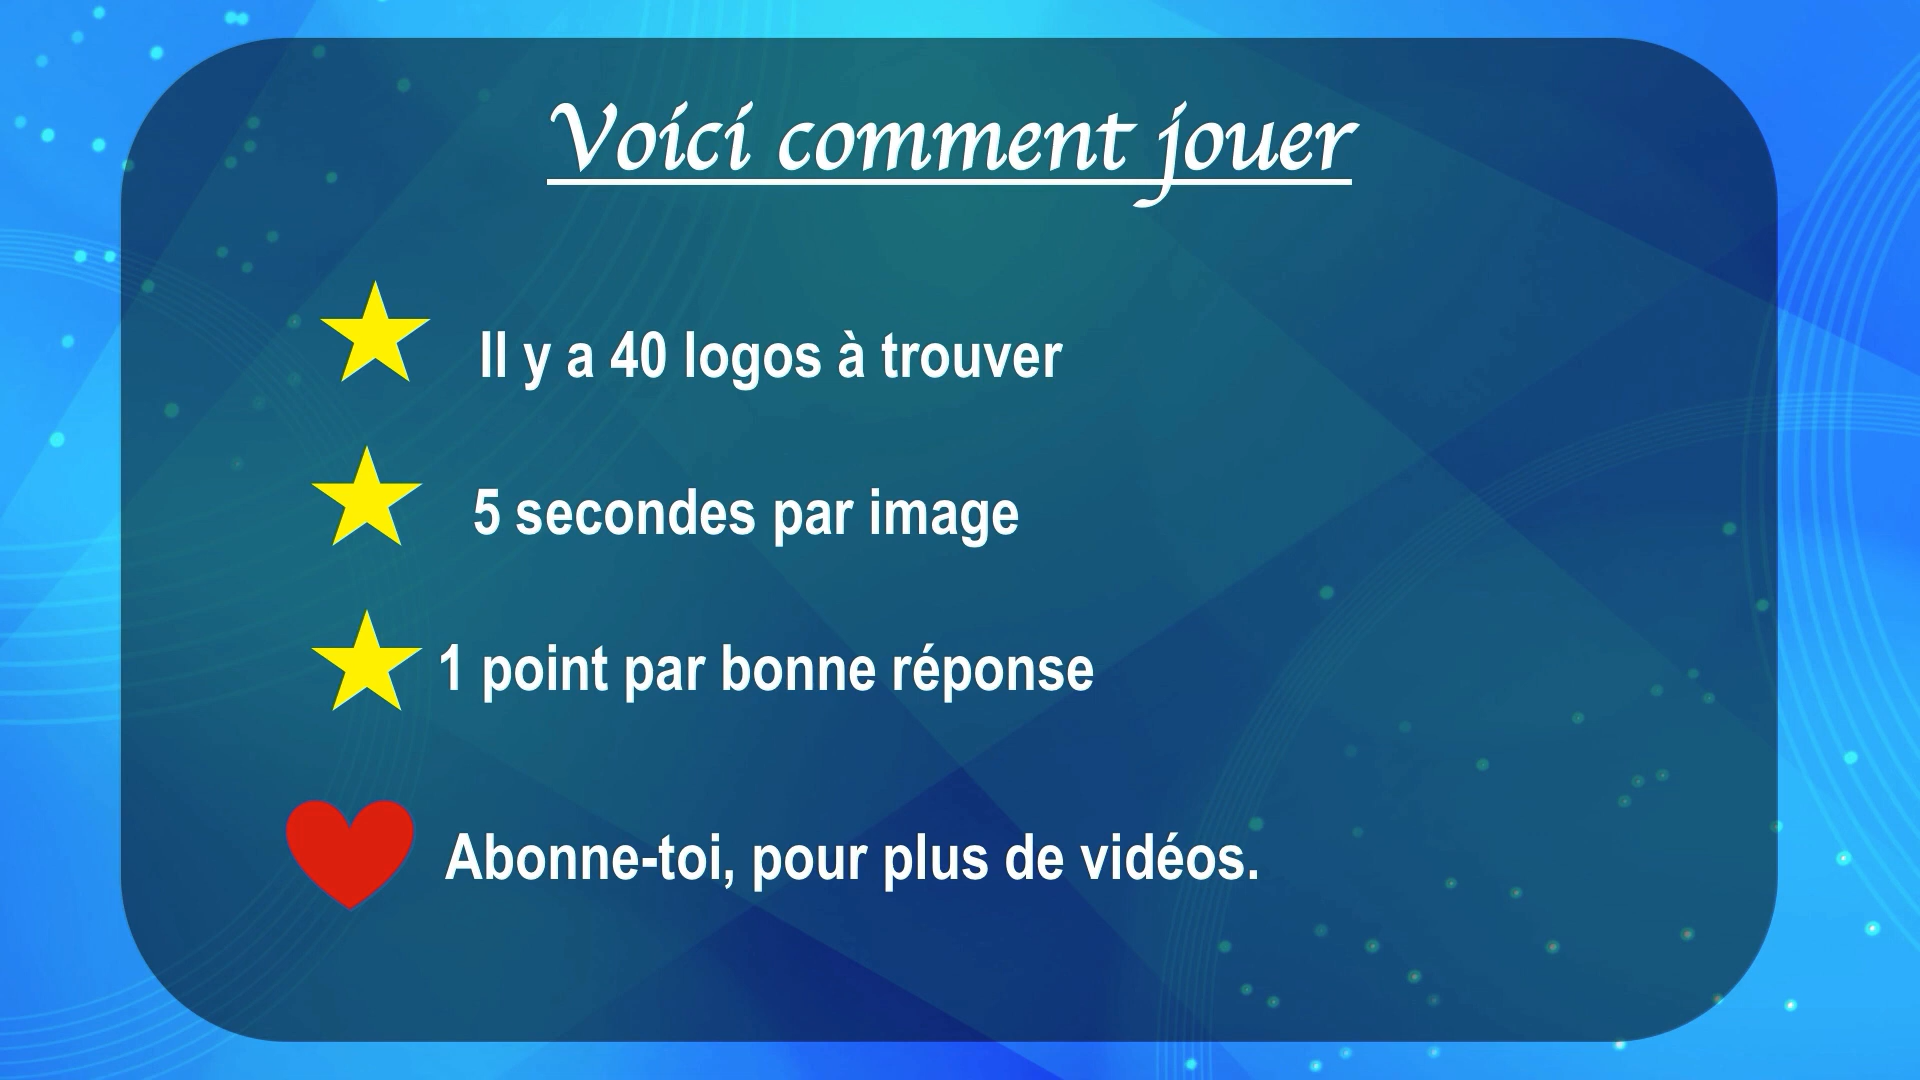 Voici comment jouer
Il y a 40 logos à trouver
5 secondes par image
1 point par bonne réponse
Abonne-toi, pour plus de vidéos.